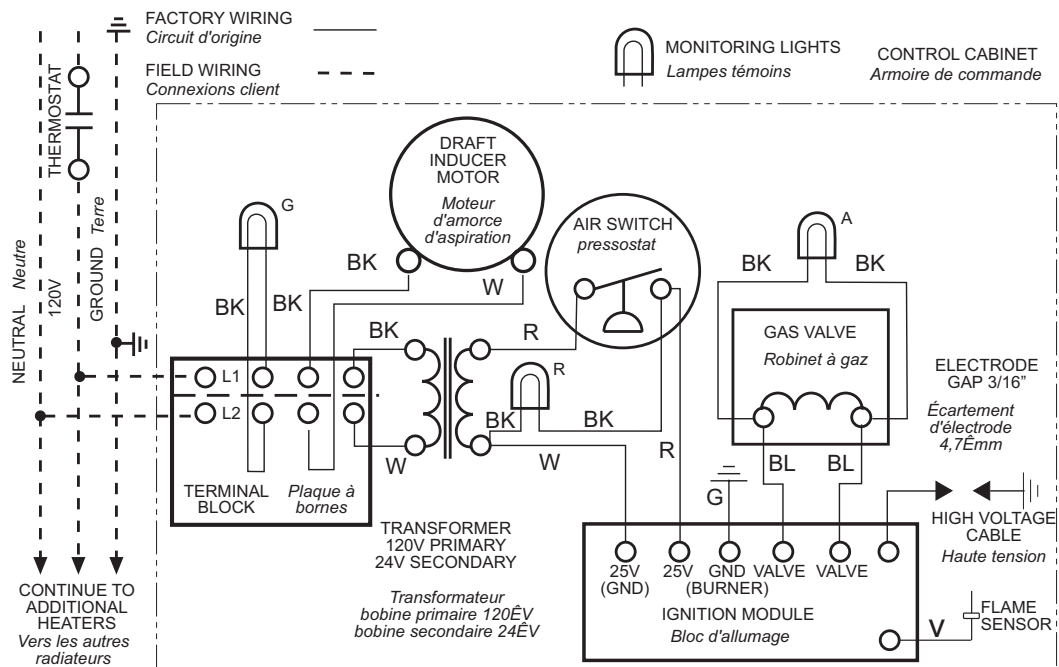 FACTORY WIRING
Circuit d'origine
FIELD WIRING
Connexions client
MONITORING LIGHTS
Lampes témoins
CONTROL CABINET
Armoire de commande
THERMOSTAT
NEUTRAL Neutre
120V
GROUND Terre
G
BK
BK
DRAFT
INDUCER
MOTOR
Moteur
d'amorce
d'aspiration
BK
W
AIR SWITCH
pressostat
A
BK
BK
GAS VALVE
Robinet à gaz
ELECTRODE
GAP 3/16”
Écartement
d'électrode
4,7Êmm
BK
R
R
L1
L2
BK
BK
W
W
R
BL
BL
G
TERMINAL
BLOCK
Plaque à
bornes
TRANSFORMER
120V PRIMARY
24V SECONDARY
Transformateur
bobine primaire 120ÊV
bobine secondaire 24ÊV
HIGH VOLTAGE
CABLE
Haute tension
25V
(GND)
25V
GND
(BURNER)
VALVE
VALVE
IGNITION MODULE
Bloc d'allumage
V
FLAME
SENSOR
CONTINUE TO
ADDITIONAL
HEATERS
Vers les autres
radiateurs